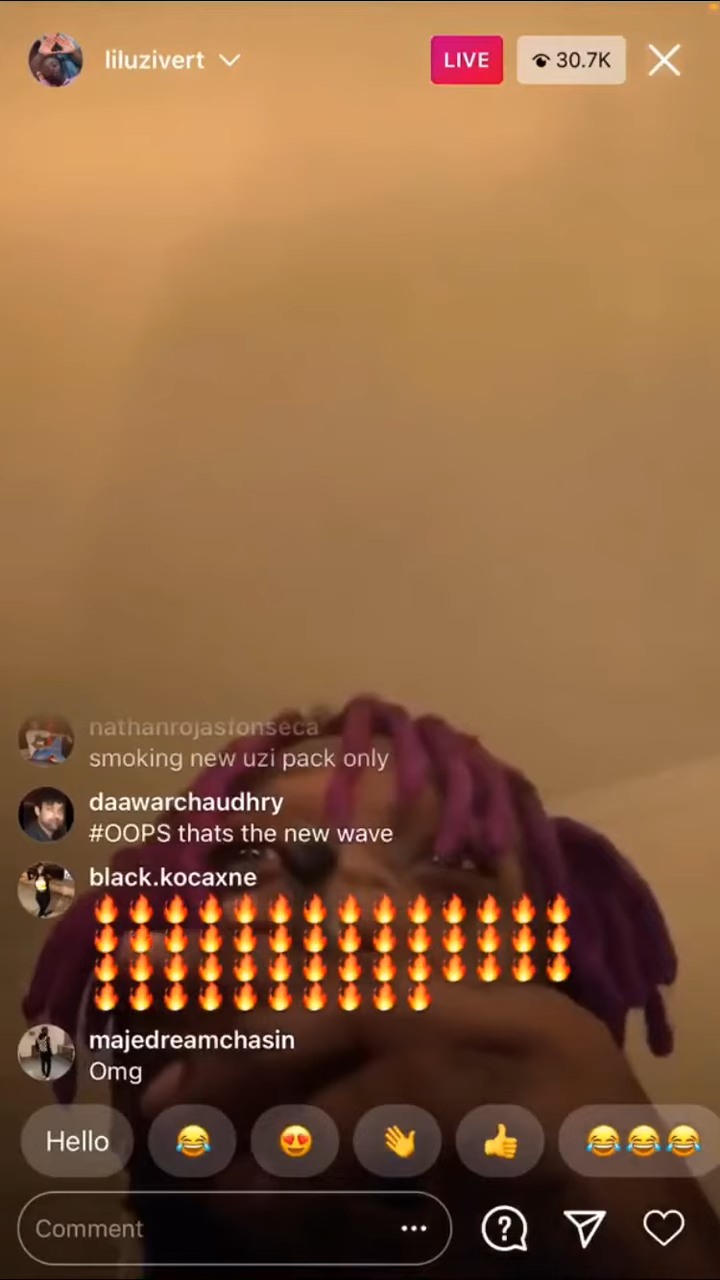 liluzivert
LIVE
30.7K
nathanrojasfonseca
smoking new uzi pack only
daawarchaudhry
#OOPS thats the new wave
black.kocaxne
🔥🔥🔥🔥🔥🔥🔥🔥🔥🔥🔥🔥🔥🔥
🔥🔥🔥🔥🔥🔥🔥🔥🔥🔥🔥🔥🔥🔥
🔥🔥🔥🔥🔥🔥🔥🔥🔥🔥🔥🔥🔥🔥
🔥🔥🔥🔥🔥🔥🔥🔥🔥🔥
majedreamchasin
Omg
Hello 😂 😍 👋 👍 😂😂😂
Comment